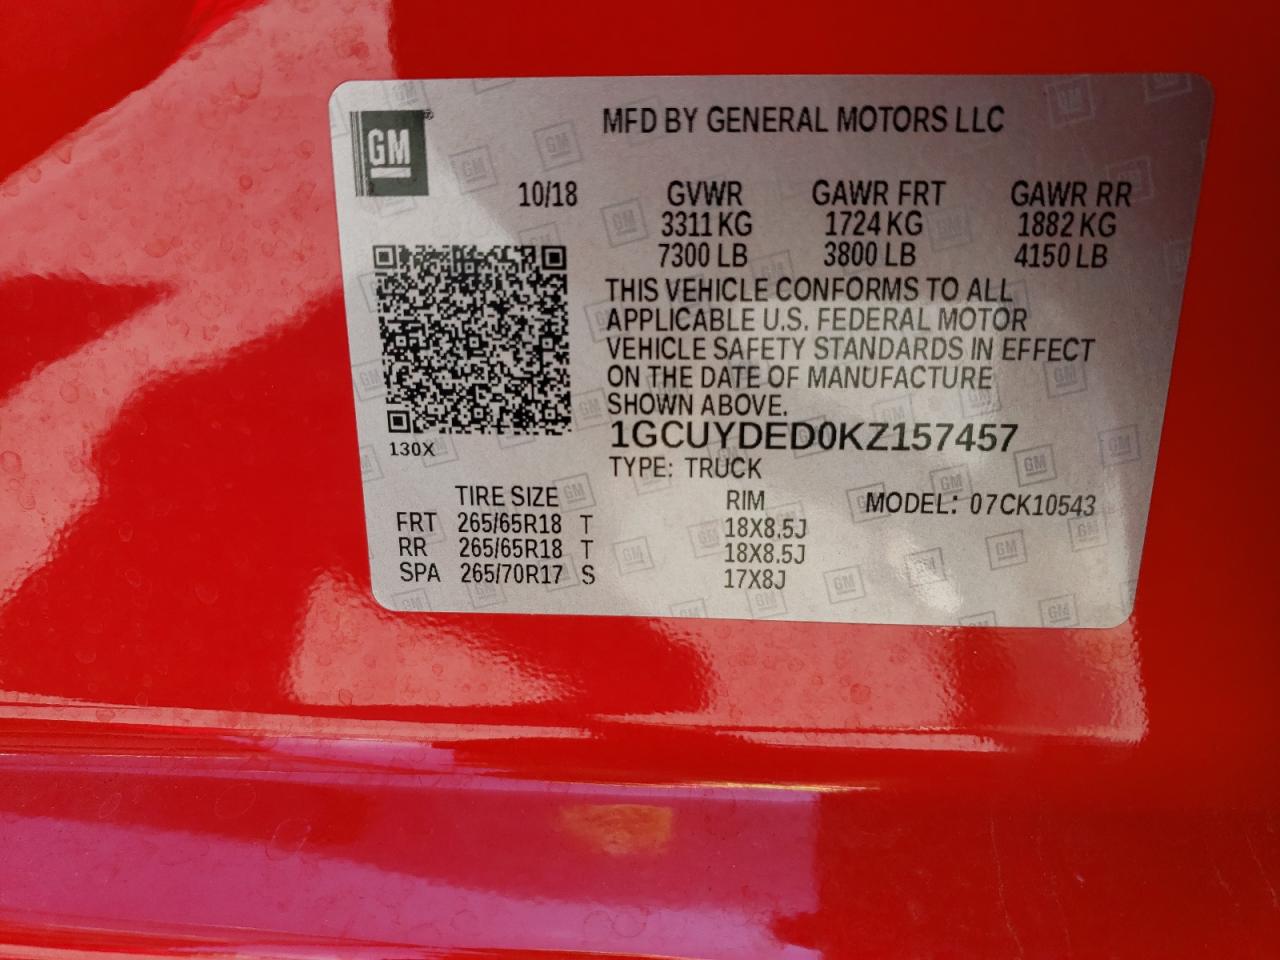 GM
MFD BY GENERAL MOTORS LLC
10/18 GVWR GAWR FRT GAWR RR
3311 KG 1724 KG 1882 KG
7300 LB 3800 LB 4150 LB
THIS VEHICLE CONFORMS TO ALL
APPLICABLE U.S. FEDERAL MOTOR
VEHICLE SAFETY STANDARDS IN EFFECT
ON THE DATE OF MANUFACTURE
SHOWN ABOVE.
1GCUYDED0KZ157457
130X
TYPE: TRUCK
TIRE SIZE RIM MODEL: 07CK10543
FRT 265/65R18 T 18X8.5J
RR 265/65R18 T 18X8.5J
SPA 265/70R17 S 17X8J